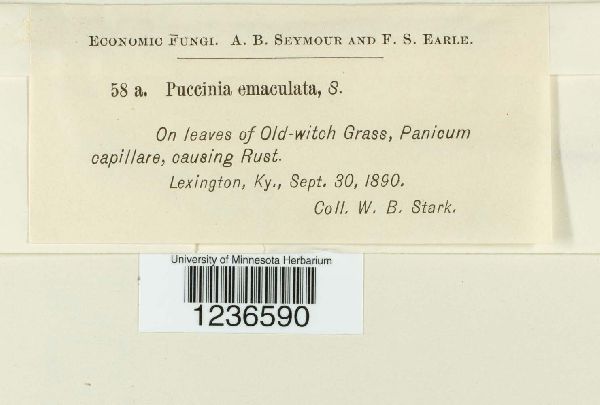 Economic Fungi. A. B. Seymour and F. S. Earle.
58 a. Puccinia emaculata, S.
On leaves of Old-witch Grass, Panicum
capillare, causing Rust.
Lexington, Ky., Sept. 30, 1890.
Coll. W. B. Stark.
University of Minnesota Herbarium
1236590